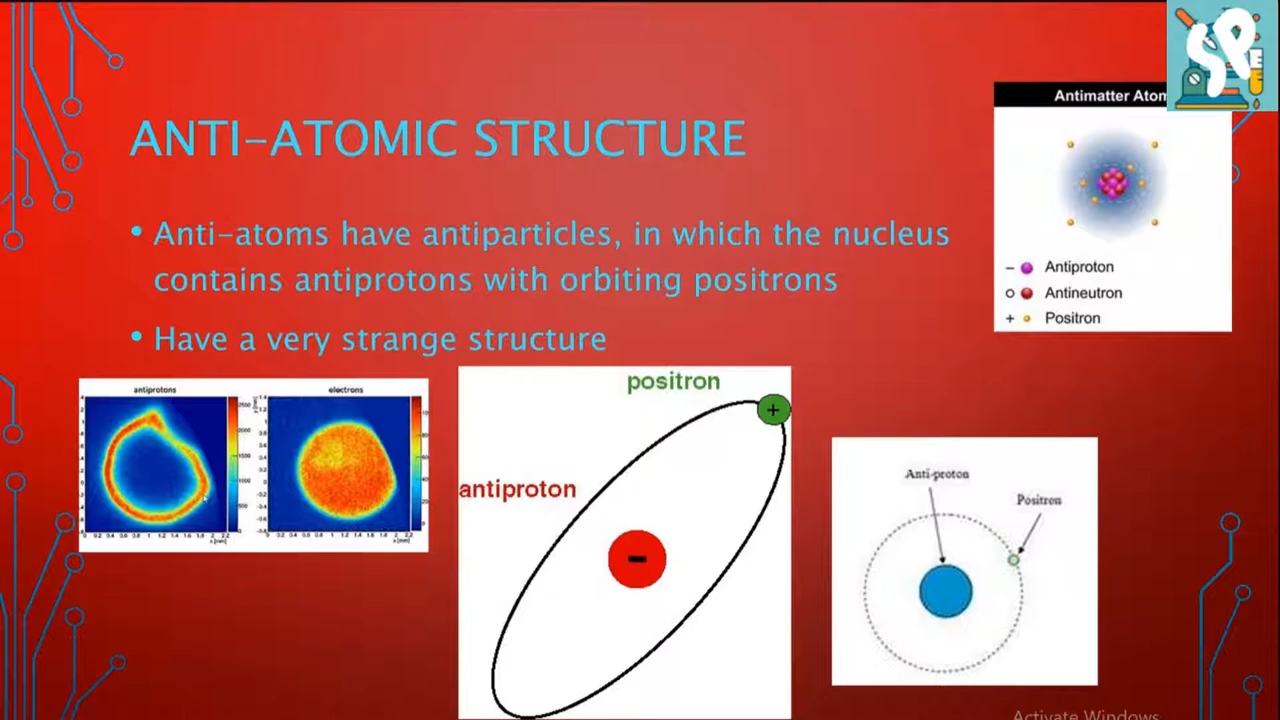 SP
Antimatter Atom
ANTI-ATOMIC STRUCTURE
• Anti-atoms have antiparticles, in which the nucleus
contains antiprotons with orbiting positrons
• Have a very strange structure
− Antiproton
o Antineutron
+ Positron
antiprotons
electrons
positron
+
antiproton
−
Anti-proton
Positron
Activate Windows